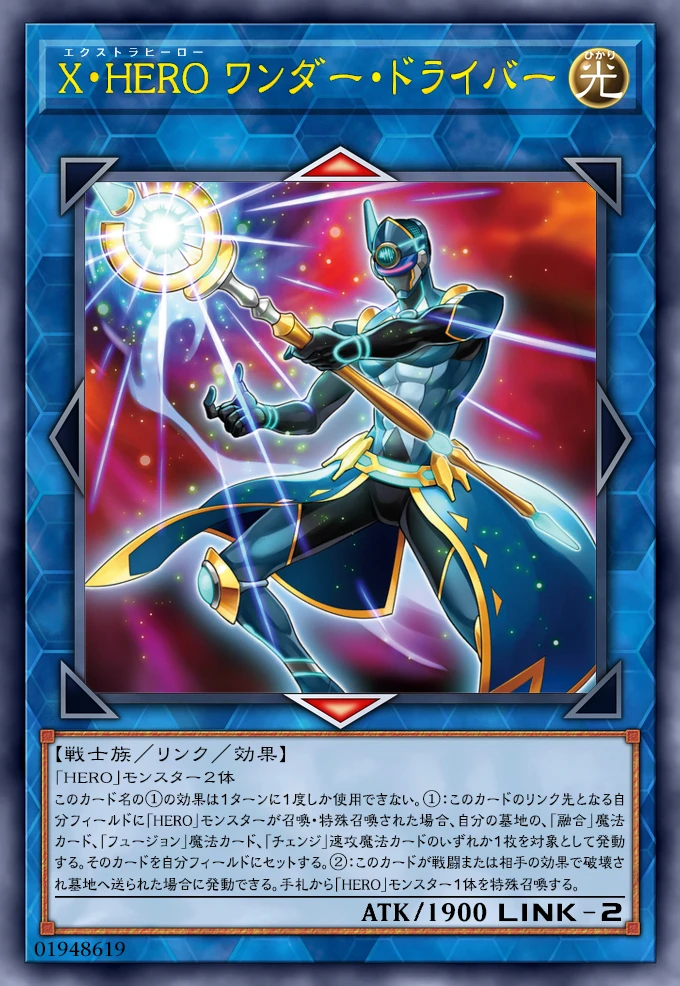 エクストラヒーロー
X・HERO ワンダー・ドライバー
ひかり
光
【戦士族／リンク／効果】
「HERO」モンスター2体
このカード名の①の効果は1ターンに1度しか使用できない。①：このカードのリンク先となる自
分フィールドに「HERO」モンスターが召喚・特殊召喚された場合、自分の墓地の、「融合」魔法
カード、「フュージョン」魔法カード、「チェンジ」速攻魔法カードのいずれか1枚を対象として発動
する。そのカードを自分フィールドにセットする。②：このカードが戦闘または相手の効果で破壊さ
れ墓地へ送られた場合に発動できる。手札から「HERO」モンスター1体を特殊召喚する。
ATK/1900 LINK-2
01948619